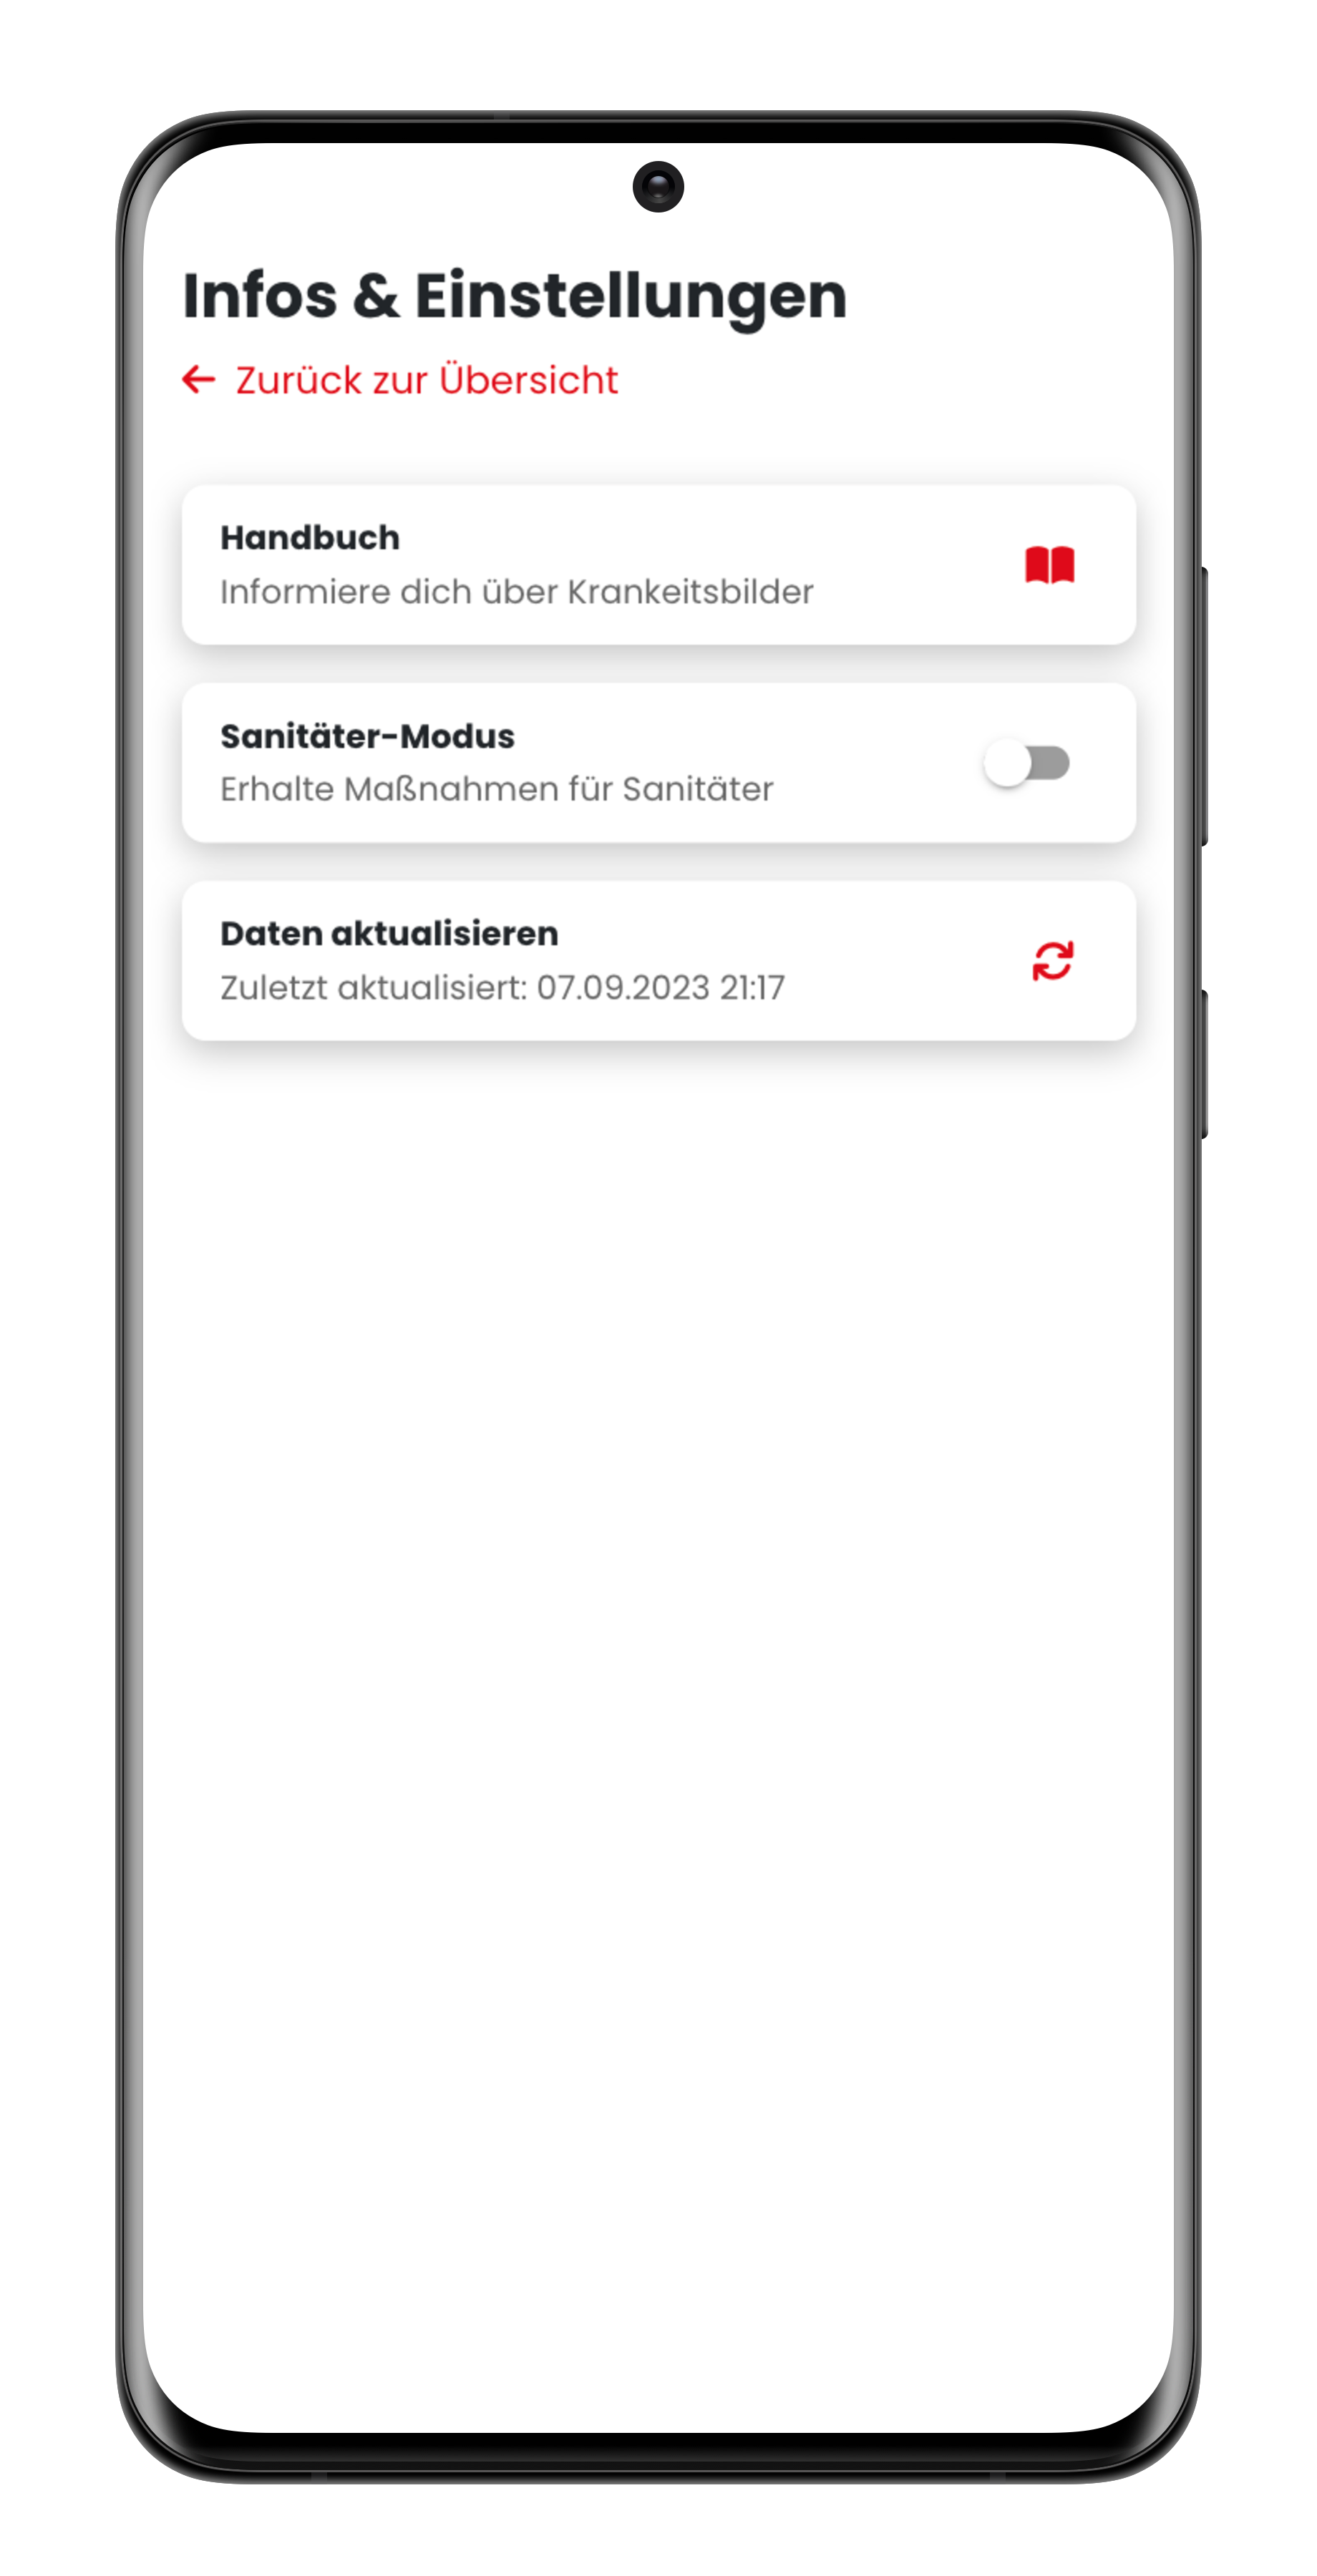 Infos & Einstellungen
Zurück zur Übersicht
Handbuch
Informiere dich über Krankeitsbilder
Sanitäter-Modus
Erhalte Maßnahmen für Sanitäter
Daten aktualisieren
Zuletzt aktualisiert: 07.09.2023 21:17